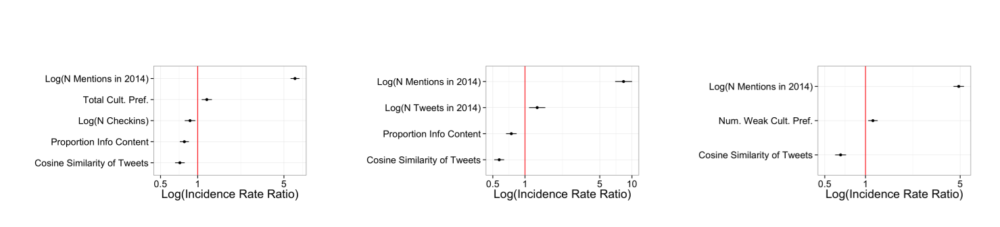 Log(N Mentions in 2014)
Total Cult. Pref.
Log(N Checkins)
Proportion Info Content
Cosine Similarity of Tweets
0.5 1 5
Log(Incidence Rate Ratio)
Log(N Mentions in 2014)
Log(N Tweets in 2014)
Proportion Info Content
Cosine Similarity of Tweets
0.5 1 5 10
Log(Incidence Rate Ratio)
Log(N Mentions in 2014)
Num. Weak Cult. Pref.
Cosine Similarity of Tweets
0.5 1 5
Log(Incidence Rate Ratio)